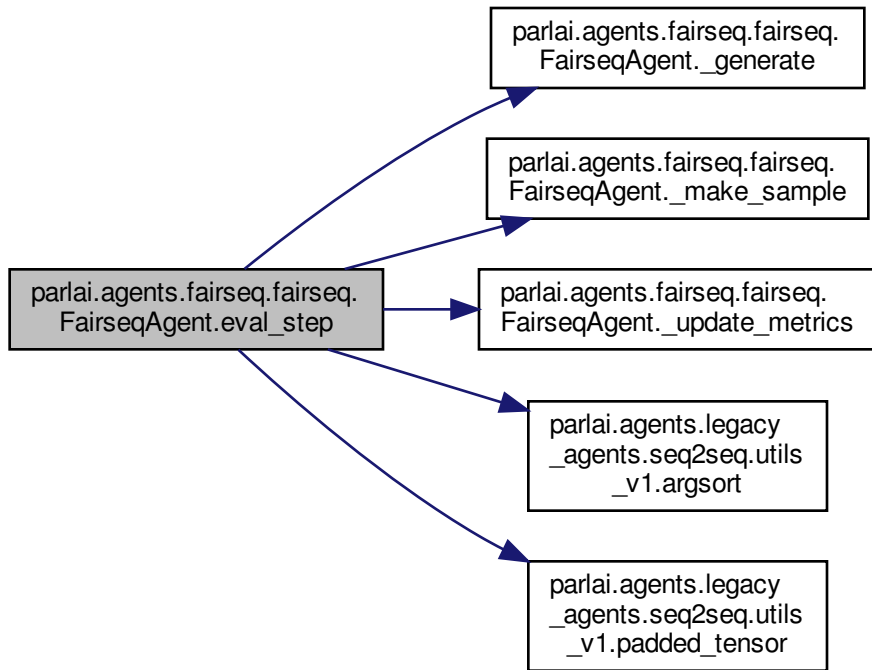 parlai.agents.fairseq.fairseq.
FairseqAgent._generate
parlai.agents.fairseq.fairseq.
FairseqAgent._make_sample
parlai.agents.fairseq.fairseq.
FairseqAgent.eval_step
parlai.agents.fairseq.fairseq.
FairseqAgent._update_metrics
parlai.agents.legacy
_agents.seq2seq.utils
_v1.argsort
parlai.agents.legacy
_agents.seq2seq.utils
_v1.padded_tensor